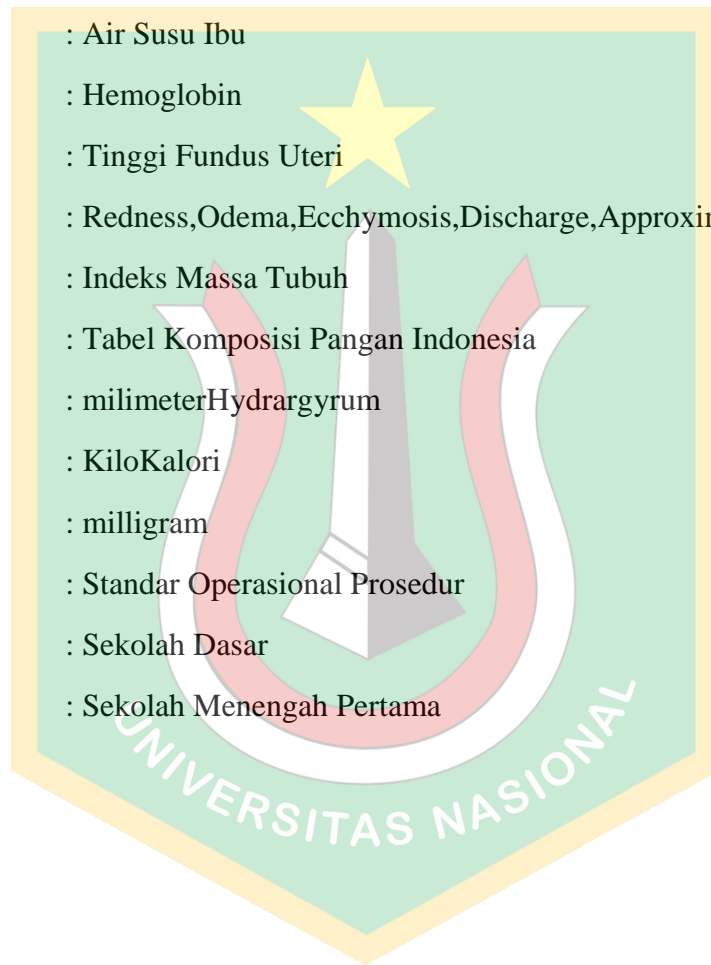 : Air Susu Ibu
: Hemoglobin
: Tinggi Fundus Uteri
: Redness,Odema,Ecchymosis,Discharge,
: Indeks Massa Tubuh
: Tabel Komposisi Pangan Indonesia
: milimeterHydrargyrum
: KiloKalori
: milligram
: Standar Operasional Prosedur
: Sekolah Dasar
: Sekolah Menengah Pertama
UNIVERSITAS NASIONAL